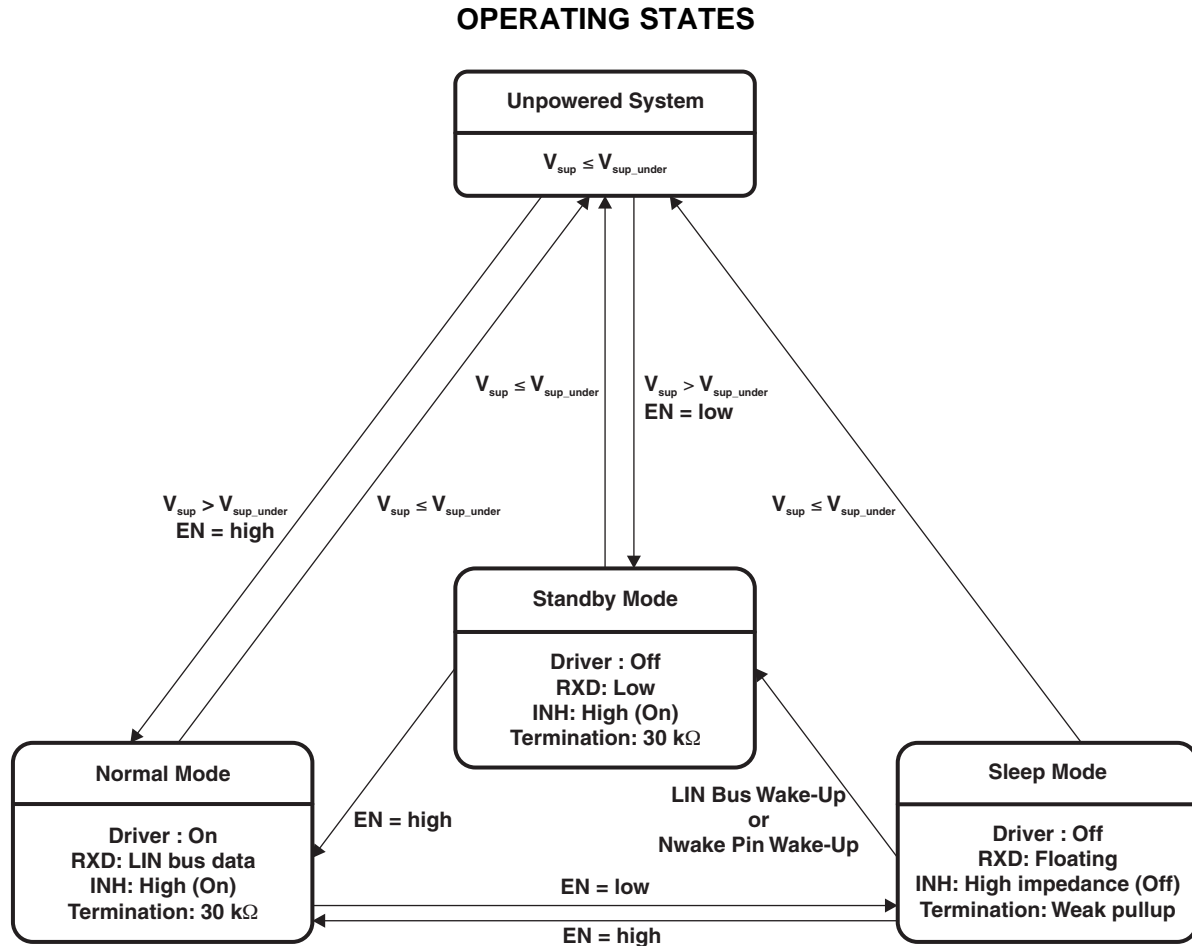 OPERATING STATES
Unpowered System
Vsup ≤ Vsup_under
Vsup ≤ Vsup_under
Vsup > Vsup_under
EN = low
Vsup > Vsup_under
EN = high
Vsup ≤ Vsup_under
Vsup ≤ Vsup_under
Standby Mode
Driver : Off
RXD: Low
INH: High (On)
Termination: 30 kΩ
Normal Mode
Driver : On
RXD: LIN bus data
INH: High (On)
Termination: 30 kΩ
EN = high
LIN Bus Wake-Up
or
Nwake Pin Wake-Up
Sleep Mode
Driver : Off
RXD: Floating
INH: High impedance (Off)
Termination: Weak pullup
EN = low
EN = high